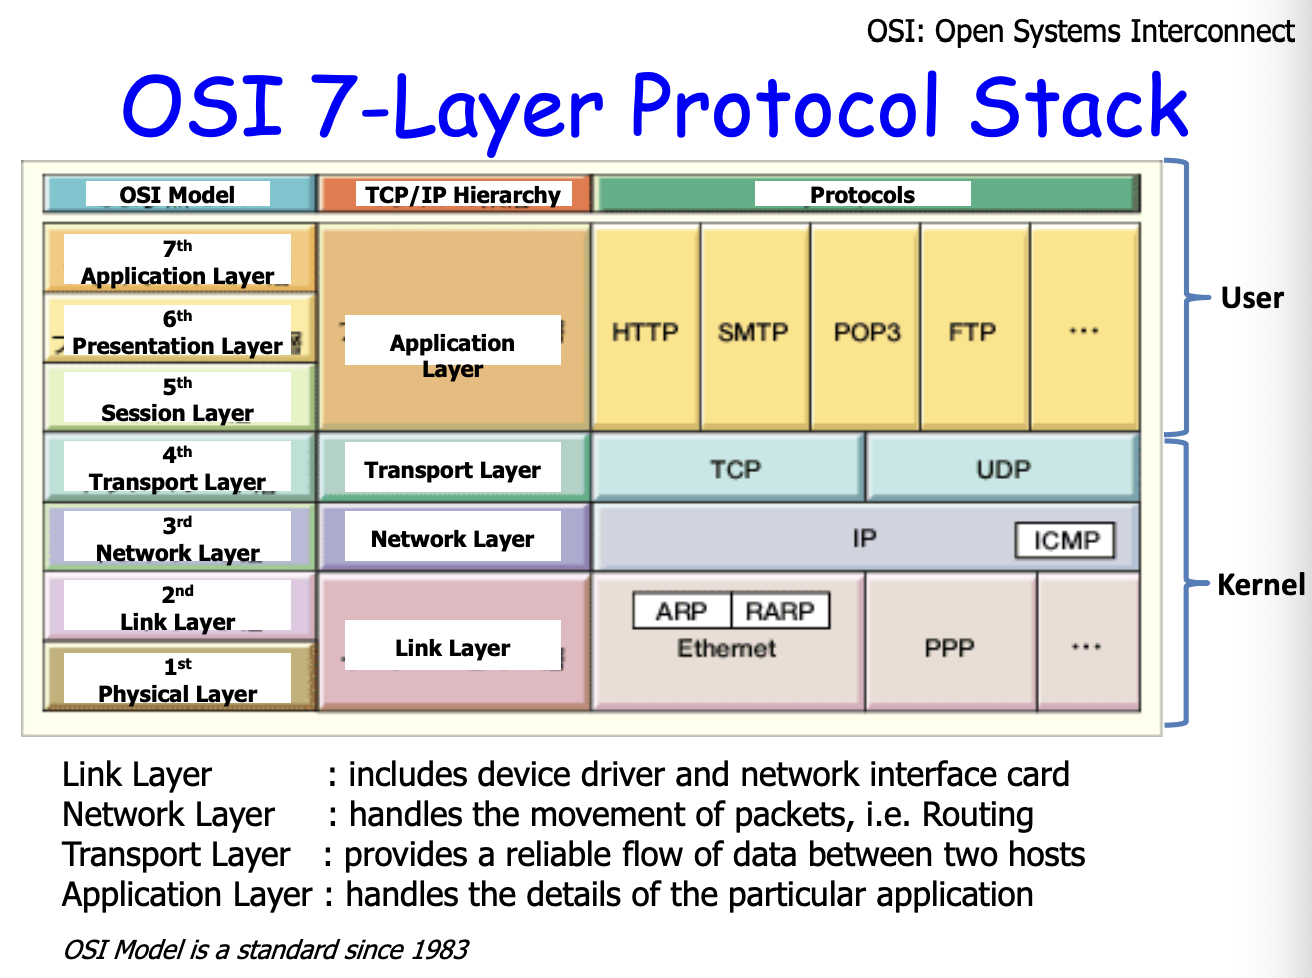 OSI: Open Systems Interconnect
OSI 7-Layer Protocol Stack
OSI Model
TCP/IP Hierarchy
Protocols
7th
Application Layer
6th
Presentation Layer
5th
Session Layer
Application
Layer
HTTP
SMTP
POP3
FTP
...
User
4th
Transport Layer
Transport Layer
TCP
UDP
3rd
Network Layer
Network Layer
IP
ICMP
Kernel
2nd
Link Layer
1st
Physical Layer
Link Layer
ARP
RARP
Ethernet
PPP
...
Link Layer : includes device driver and network interface card
Network Layer : handles the movement of packets, i.e. Routing
Transport Layer : provides a reliable flow of data between two hosts
Application Layer : handles the details of the particular application
OSI Model is a standard since 1983